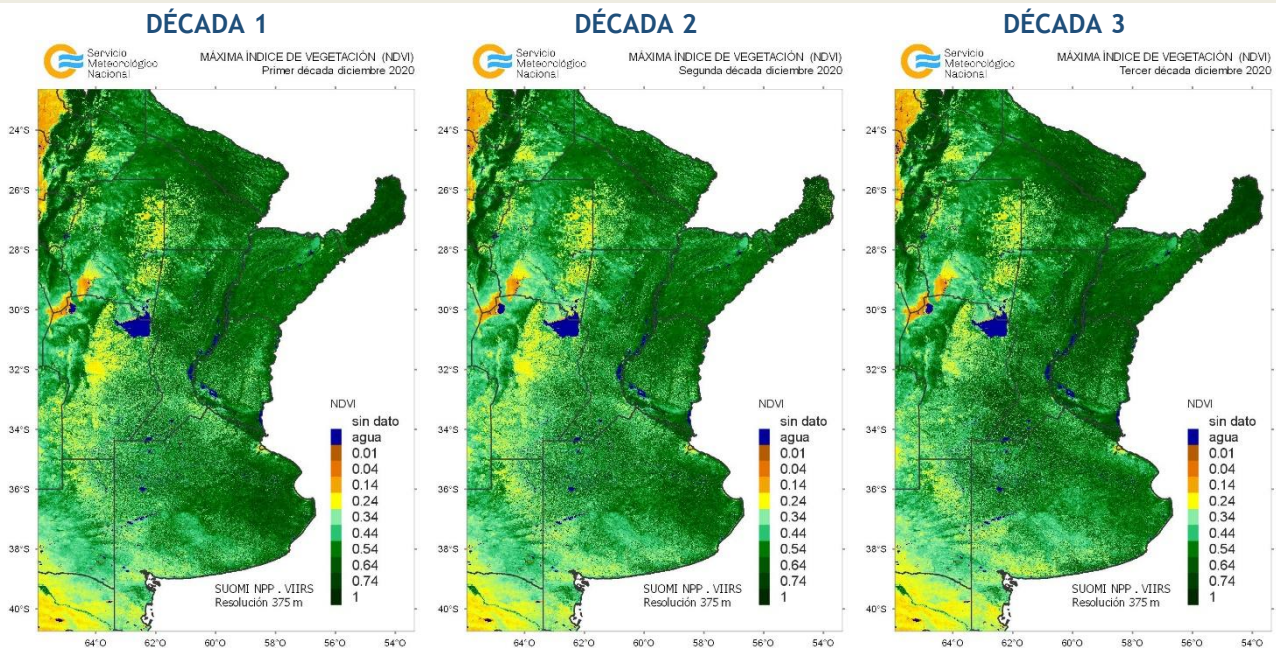 DÉCADA 1
Servicio
Meteorológico
Nacional
MÁXIMA ÍNDICE DE VEGETACIÓN (NDVI)
Primer década diciembre 2020
24°S
26°S
28°S
30°S
32°S
34°S
36°S
38°S
40°S
NDVI
sin dato
agua
0.01
0.04
0.14
0.24
0.34
0.44
0.54
0.64
0.74
1
SUOMI NPP . VIIRS
Resolución 375 m
64°O 62°O 60°O 58°O 56°O 54°O
DÉCADA 2
Servicio
Meteorológico
Nacional
MÁXIMA ÍNDICE DE VEGETACIÓN (NDVI)
Segunda década diciembre 2020
24°S
26°S
28°S
30°S
32°S
34°S
36°S
38°S
40°S
NDVI
sin dato
agua
0.01
0.04
0.14
0.24
0.34
0.44
0.54
0.64
0.74
1
SUOMI NPP . VIIRS
Resolución 375 m
64°O 62°O 60°O 58°O 56°O 54°O
DÉCADA 3
Servicio
Meteorológico
Nacional
MÁXIMA ÍNDICE DE VEGETACIÓN (NDVI)
Tercer década diciembre 2020
24°S
26°S
28°S
30°S
32°S
34°S
36°S
38°S
40°S
NDVI
sin dato
agua
0.01
0.04
0.14
0.24
0.34
0.44
0.54
0.64
0.74
1
SUOMI NPP . VIIRS
Resolución 375 m
64°O 62°O 60°O 58°O 56°O 54°O